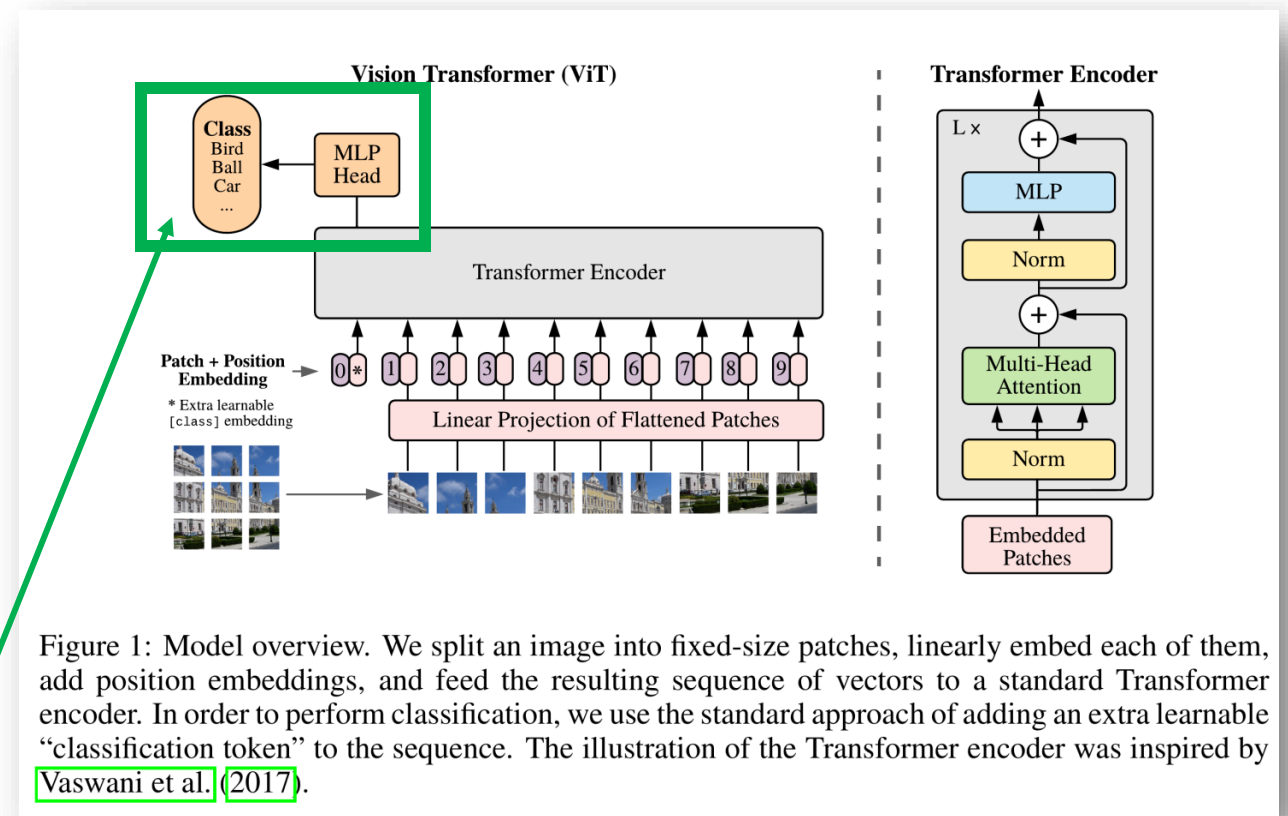 Vision Transformer (ViT)
Class
Bird
Ball
Car
...
MLP
Head
Transformer Encoder
Patch + Position
Embedding
* Extra learnable
[class] embedding
0 * 1 2 3 4 5 6 7 8 9
Linear Projection of Flattened Patches
Transformer Encoder
L x
+
MLP
Norm
+
Multi-Head
Attention
Norm
Embedded
Patches
Figure 1: Model overview. We split an image into fixed-size patches, linearly embed each of them,
add position embeddings, and feed the resulting sequence of vectors to a standard Transformer
encoder. In order to perform classification, we use the standard approach of adding an extra learnable
“classification token” to the sequence. The illustration of the Transformer encoder was inspired by
Vaswani et al. (2017).